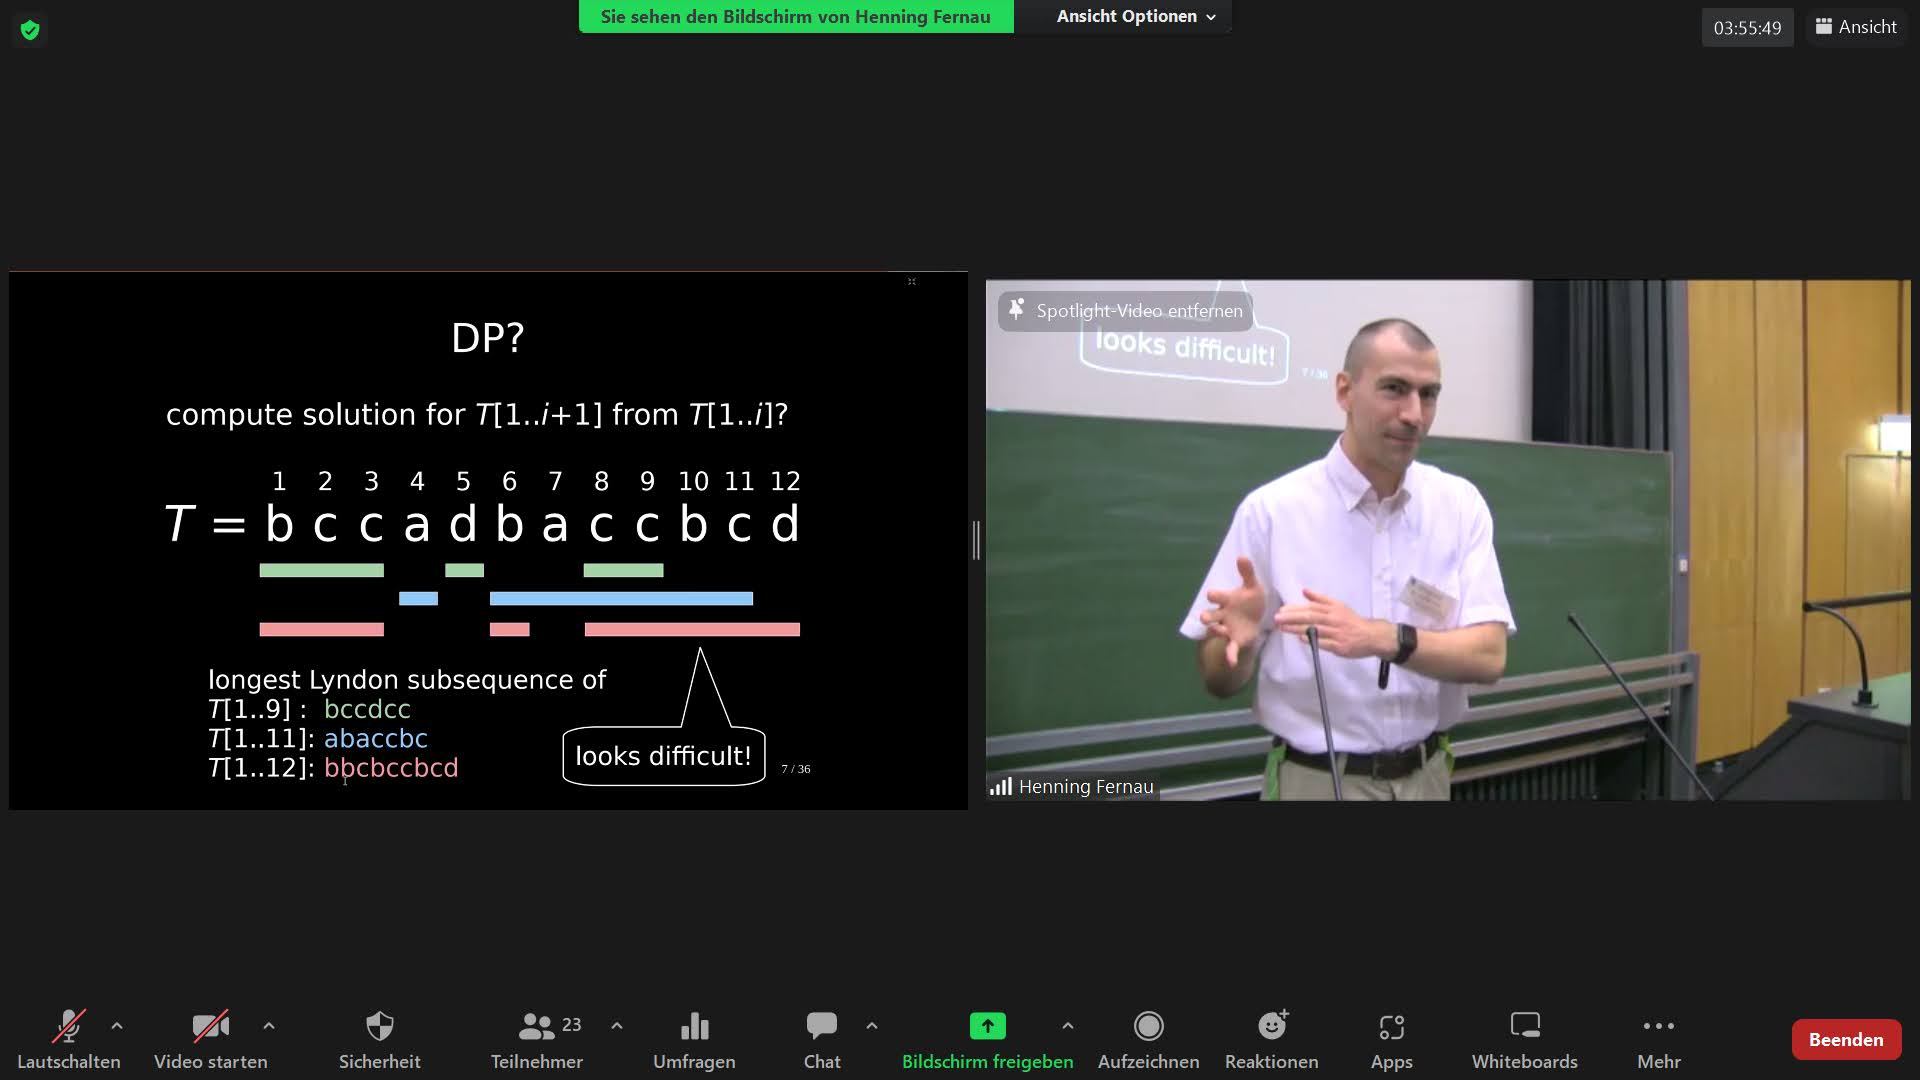 Sie sehen den Bildschirm von Henning Fernau
Ansicht Optionen
03:55:49
Ansicht
DP?
compute solution for T[1..i+1] from T[1..i]?
1 2 3 4 5 6 7 8 9 10 11 12
T = b c c a d b a c c b c d
longest Lyndon subsequence of
T[1..9] : bccdcc
T[1..11]: abaccbc
T[1..12]: bbcbccbcd
looks difficult!
7 / 36
Spotlight-Video entfernen
looks difficult!
7 / 36
Henning Fernau
Lautschalten
Video starten
Sicherheit
23
Teilnehmer
Umfragen
Chat
Bildschirm freigeben
Aufzeichnen
Reaktionen
Apps
Whiteboards
Mehr
Beenden